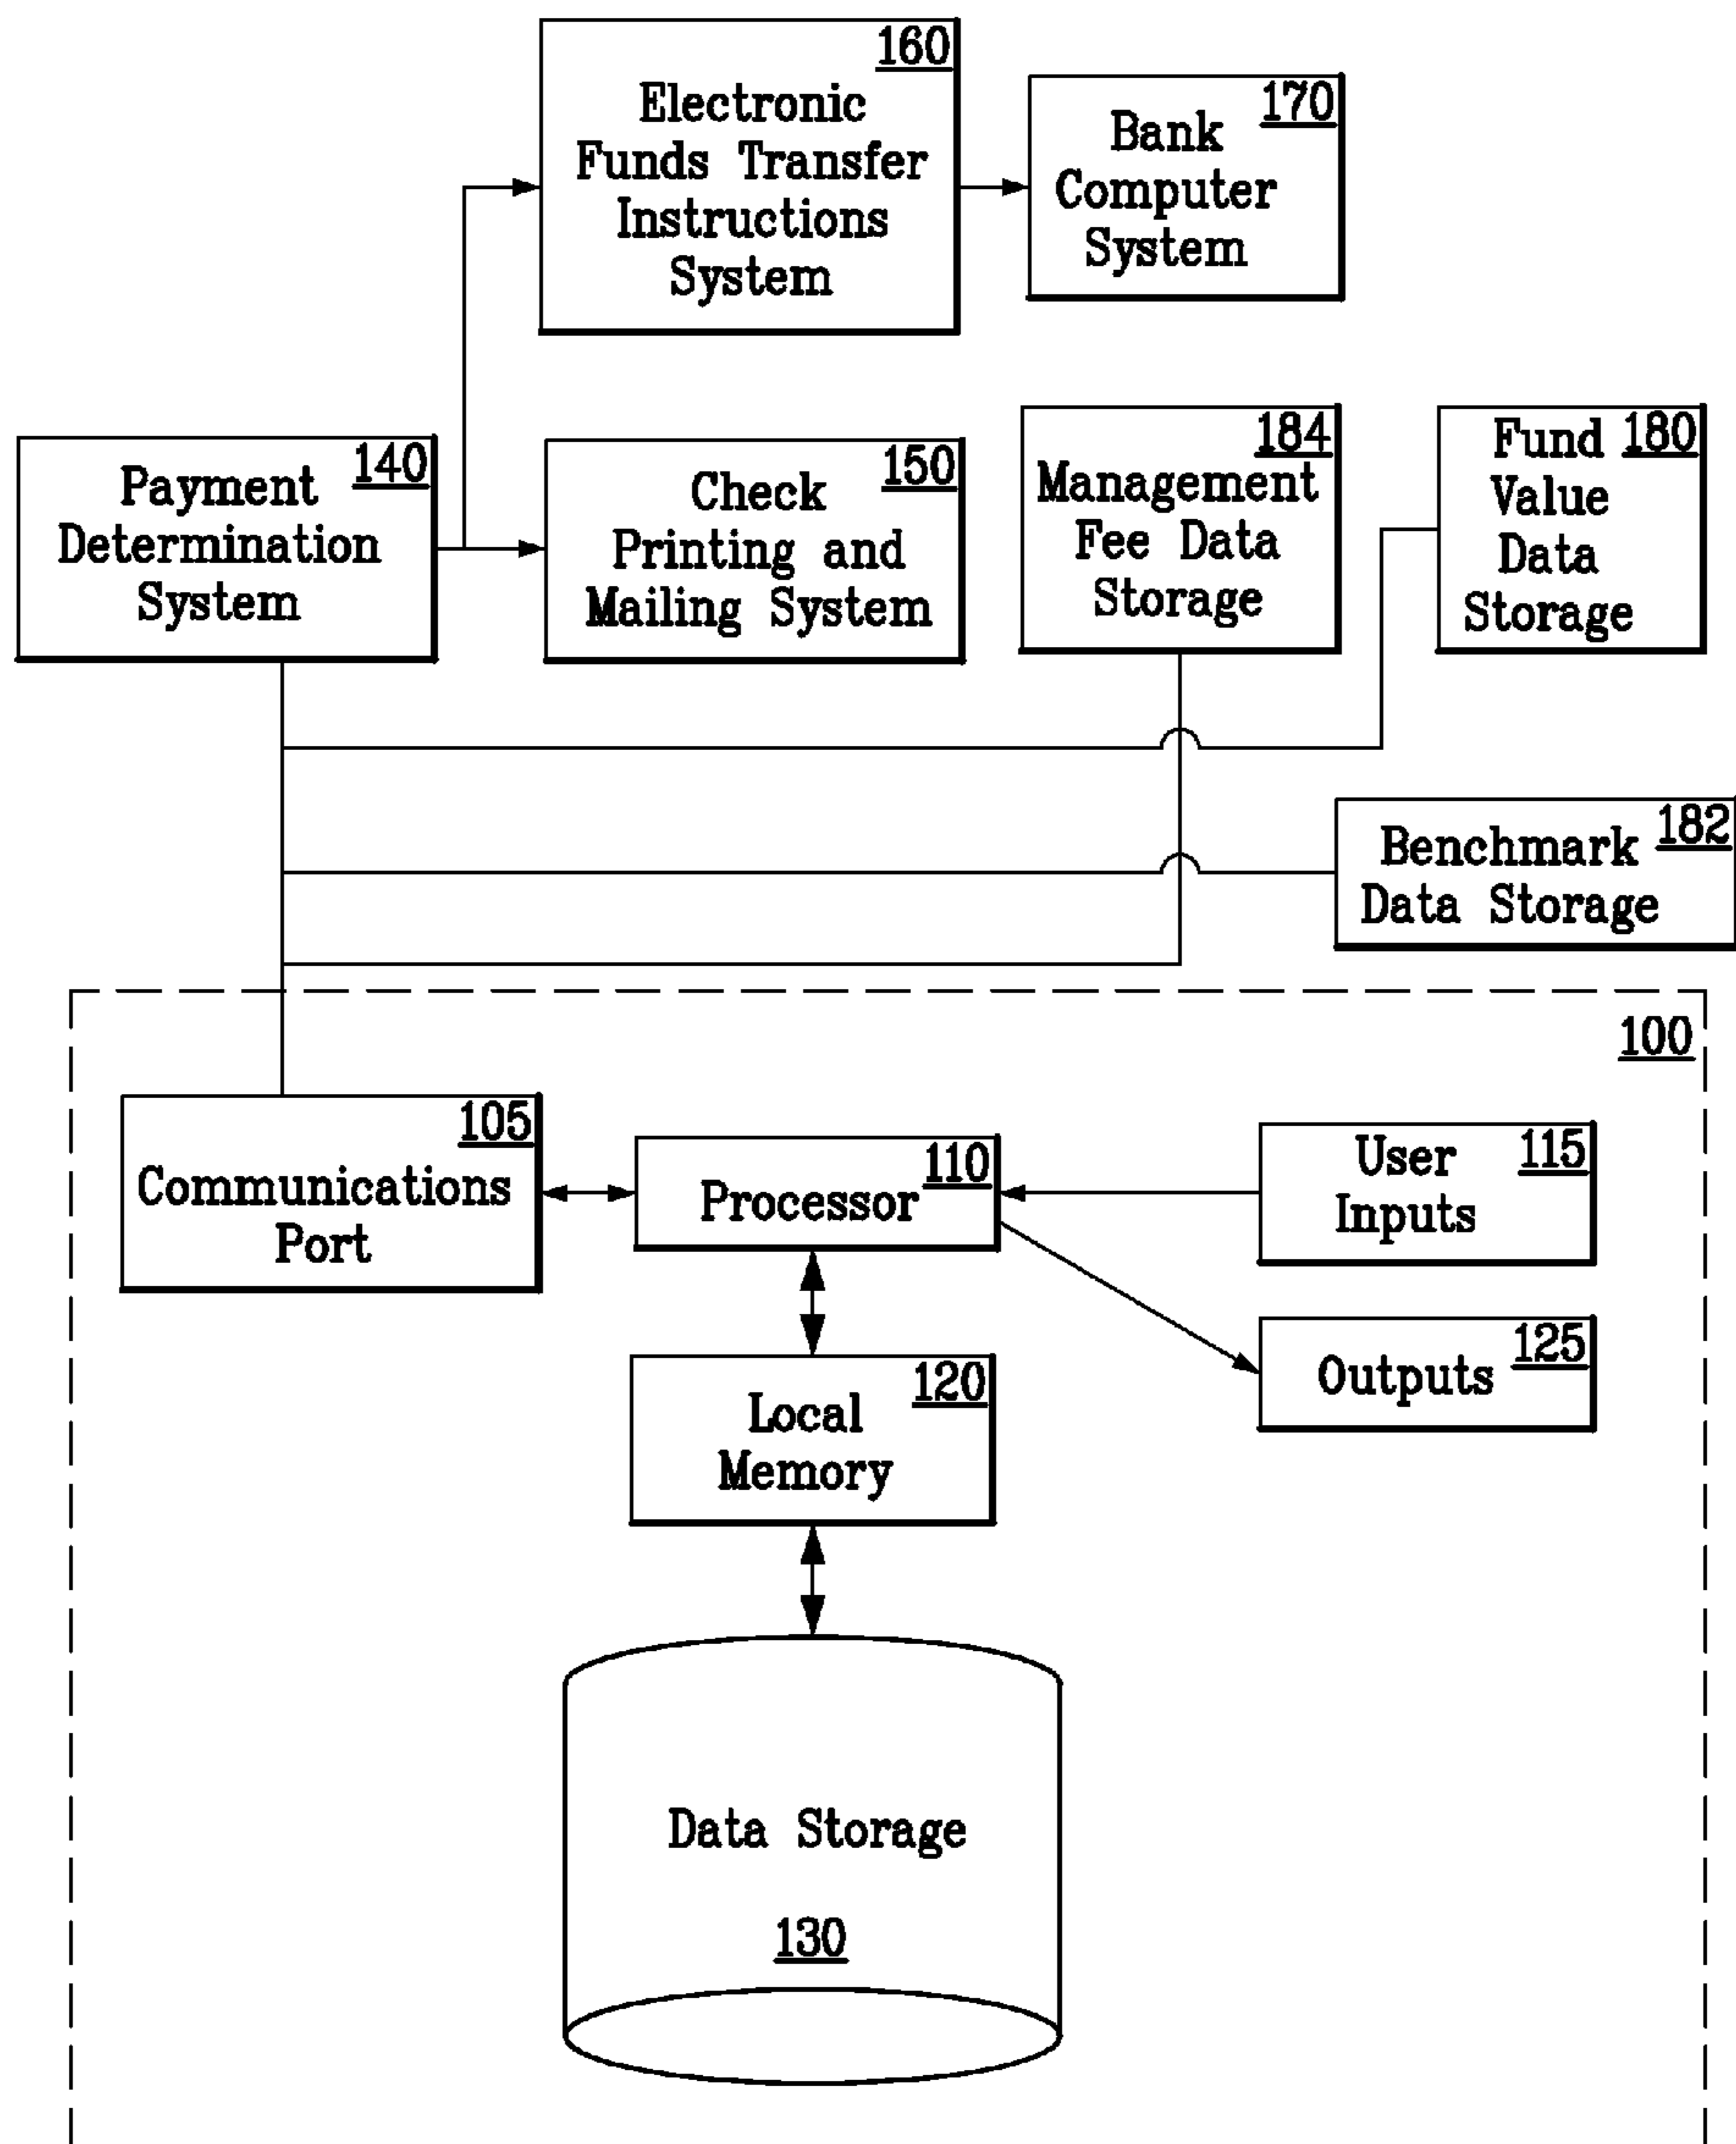 160
Electronic
Funds Transfer
Instructions
System
170
Bank
Computer
System
140
Payment
Determination
System
150
Check
Printing and
Mailing System
184
Management
Fee Data
Storage
Fund 180
Value
Data
Storage
182
Benchmark
Data Storage
100
105
Communications
Port
110
Processor
User 115
Inputs
125
Outputs
120
Local
Memory
Data Storage
130